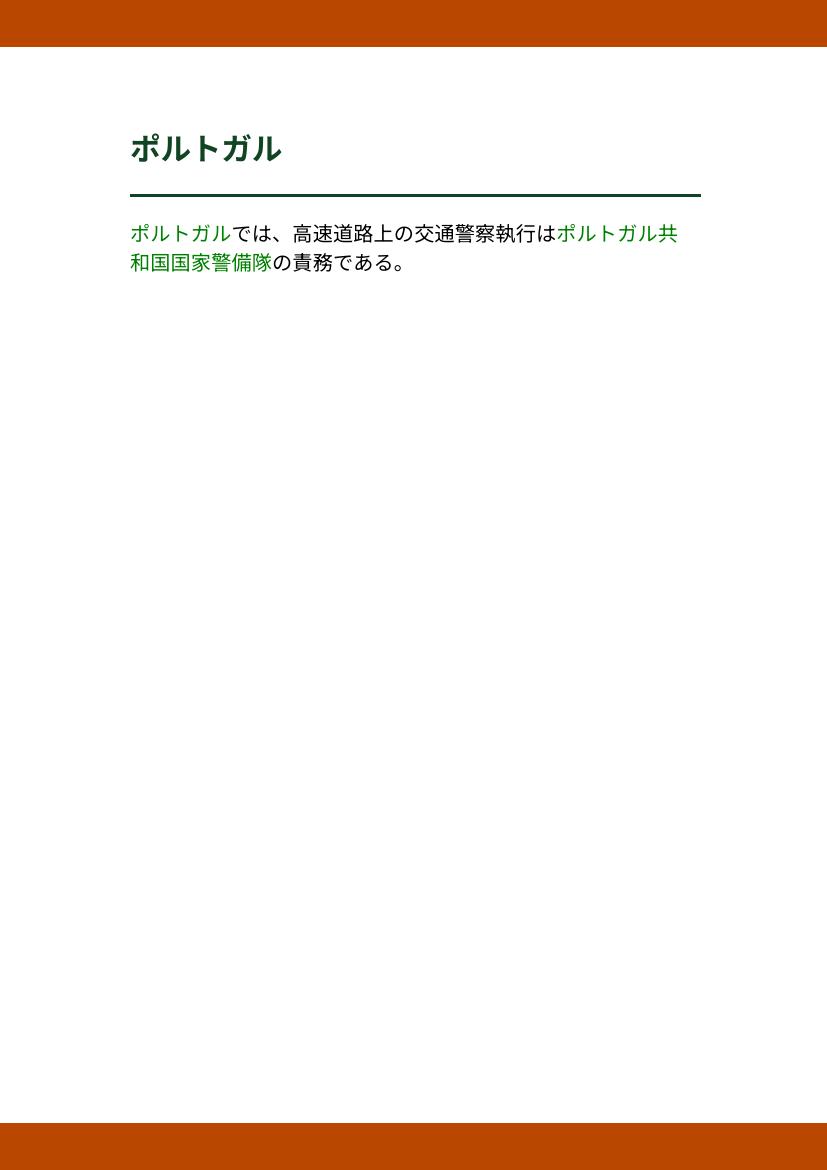 ポルトガル
ポルトガルでは、高速道路上の交通警察執行はポルトガル共
和国国家警備隊の責務である。